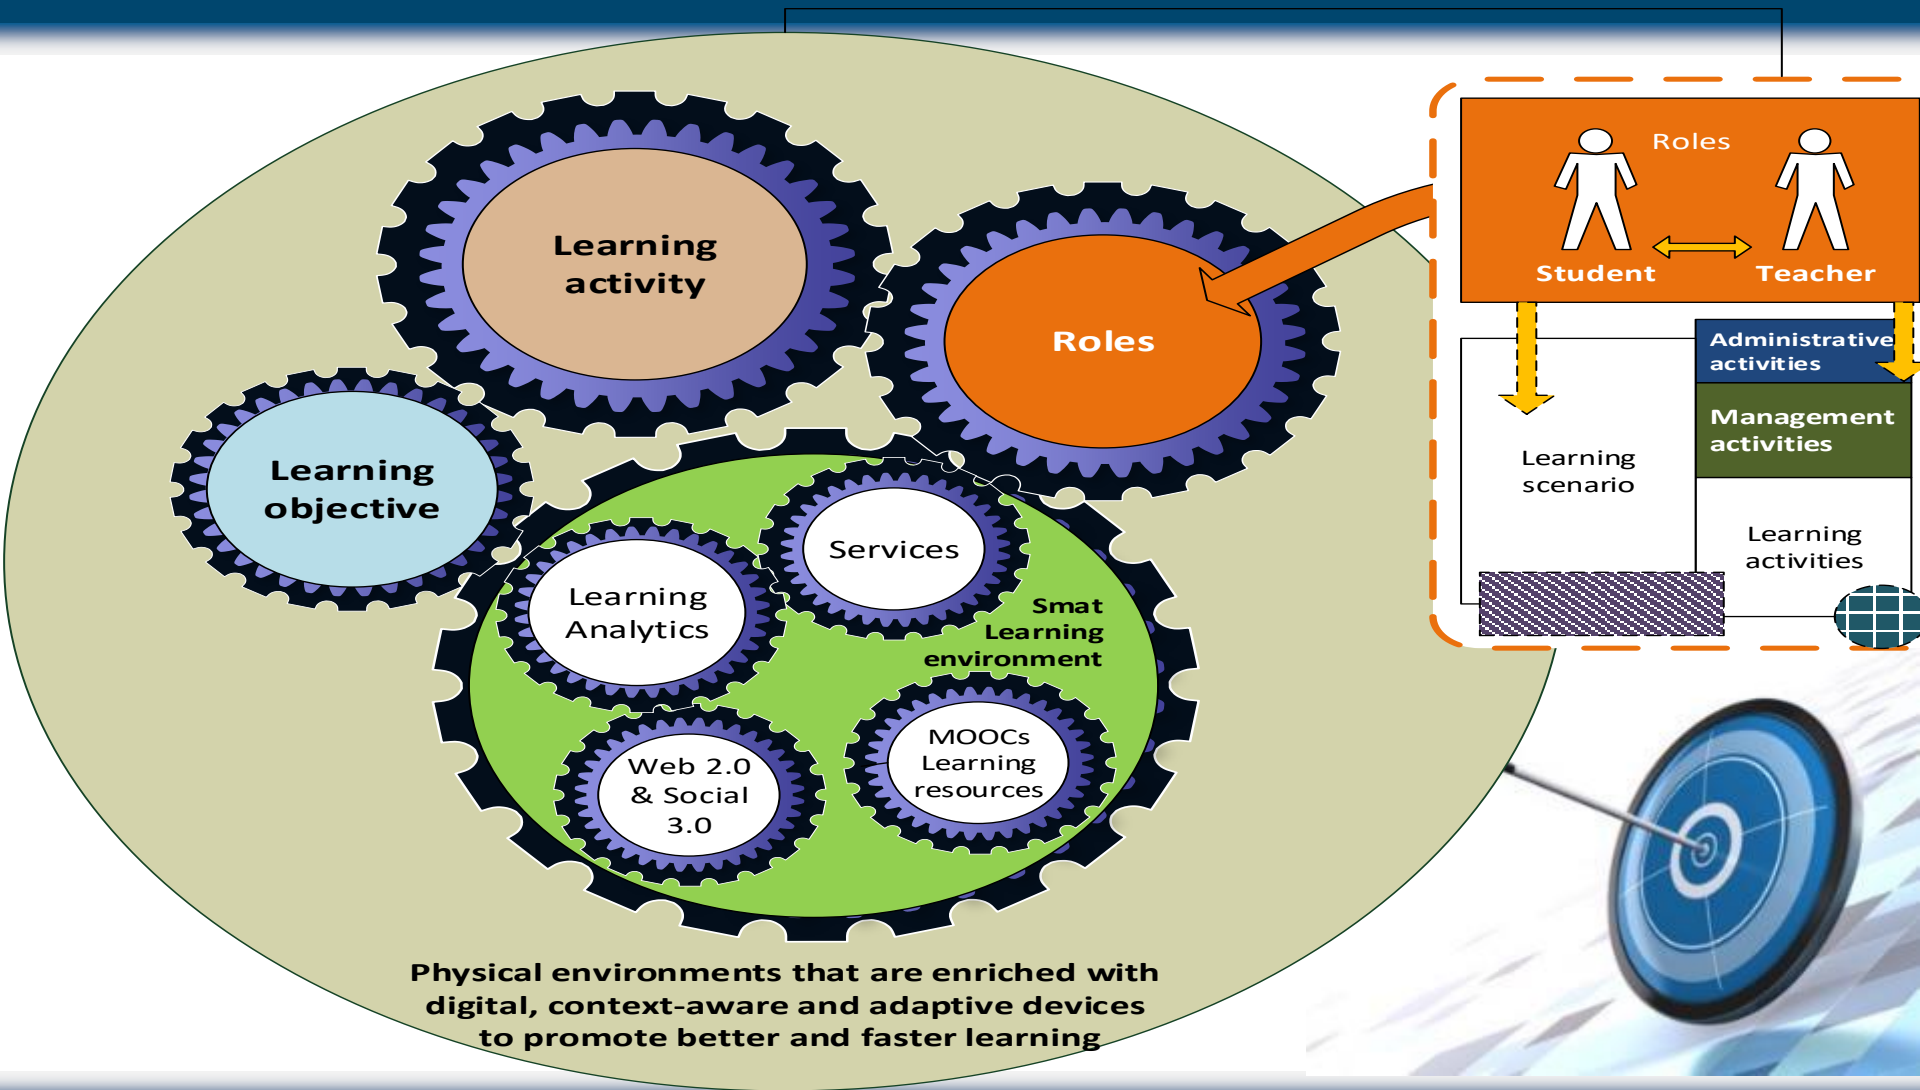 Learning
activity
Roles
Learning
objective
Services
Learning
Analytics
Smat
Learning
environment
Web 2.0
& Social
3.0
MOOCs
Learning
resources
Physical environments that are enriched with
digital, context-aware and adaptive devices
to promote better and faster learning
Roles
Student
Teacher
Learning
scenario
Administrative
activities
Management
activities
Learning
activities